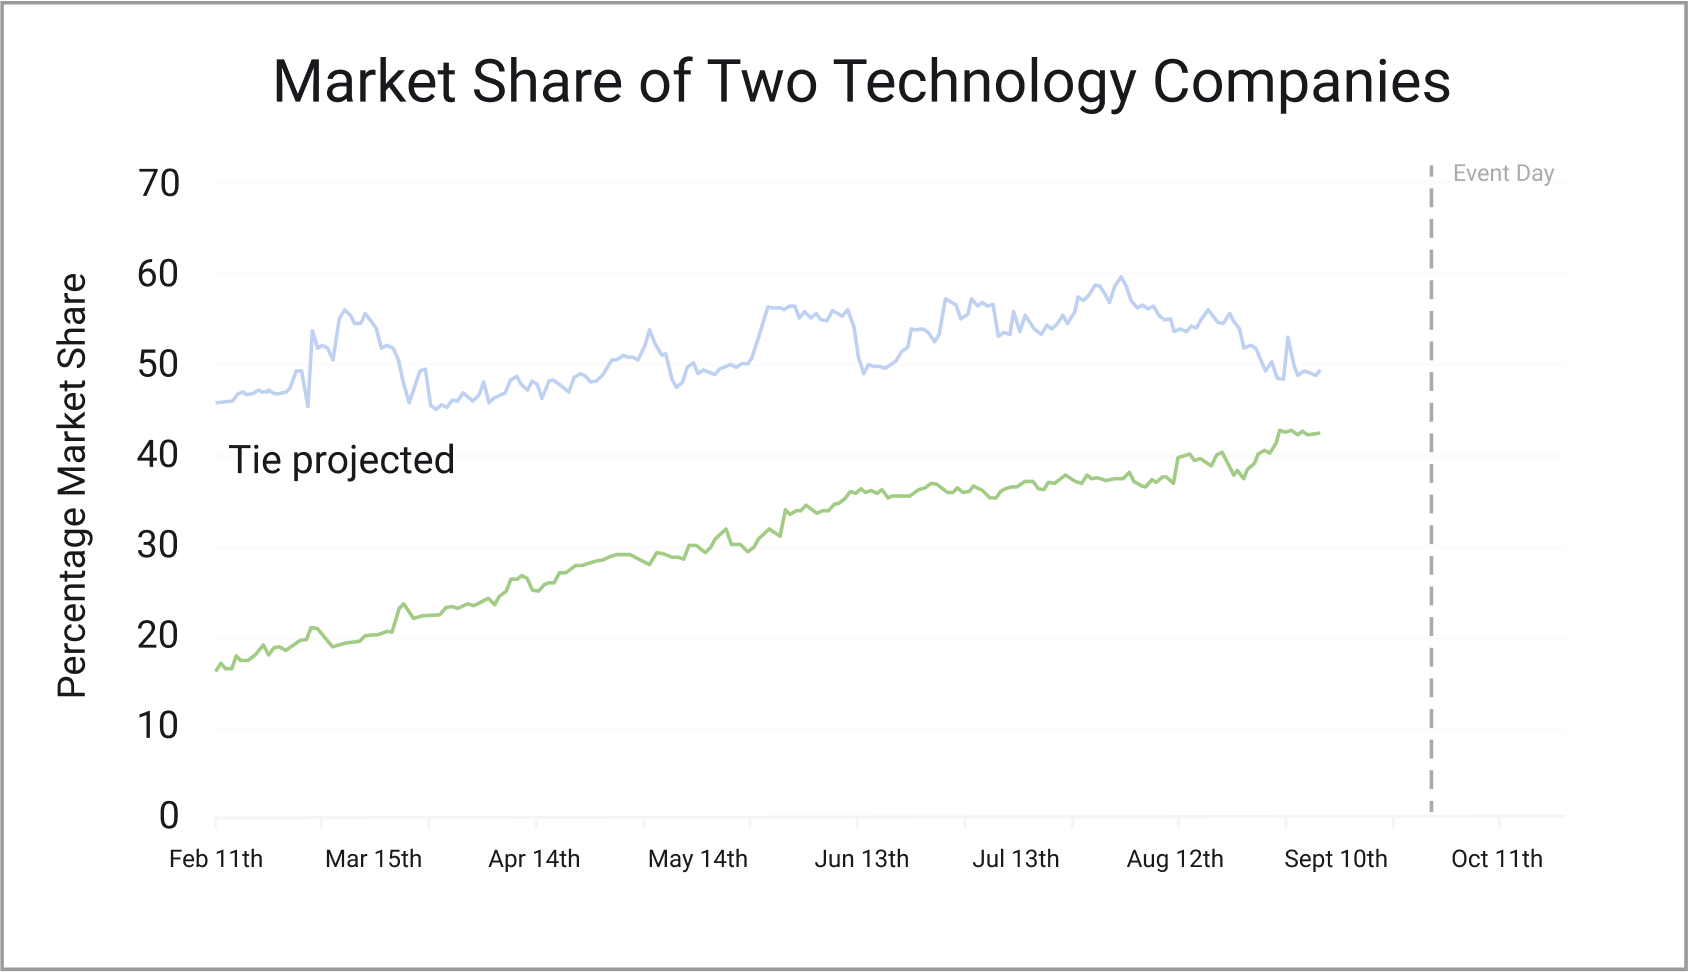 Market Share of Two Technology Companies
Event Day
Percentage Market Share
70
60
50
40
30
20
10
0
Tie projected
Feb 11th Mar 15th Apr 14th May 14th Jun 13th Jul 13th Aug 12th Sept 10th Oct 11th